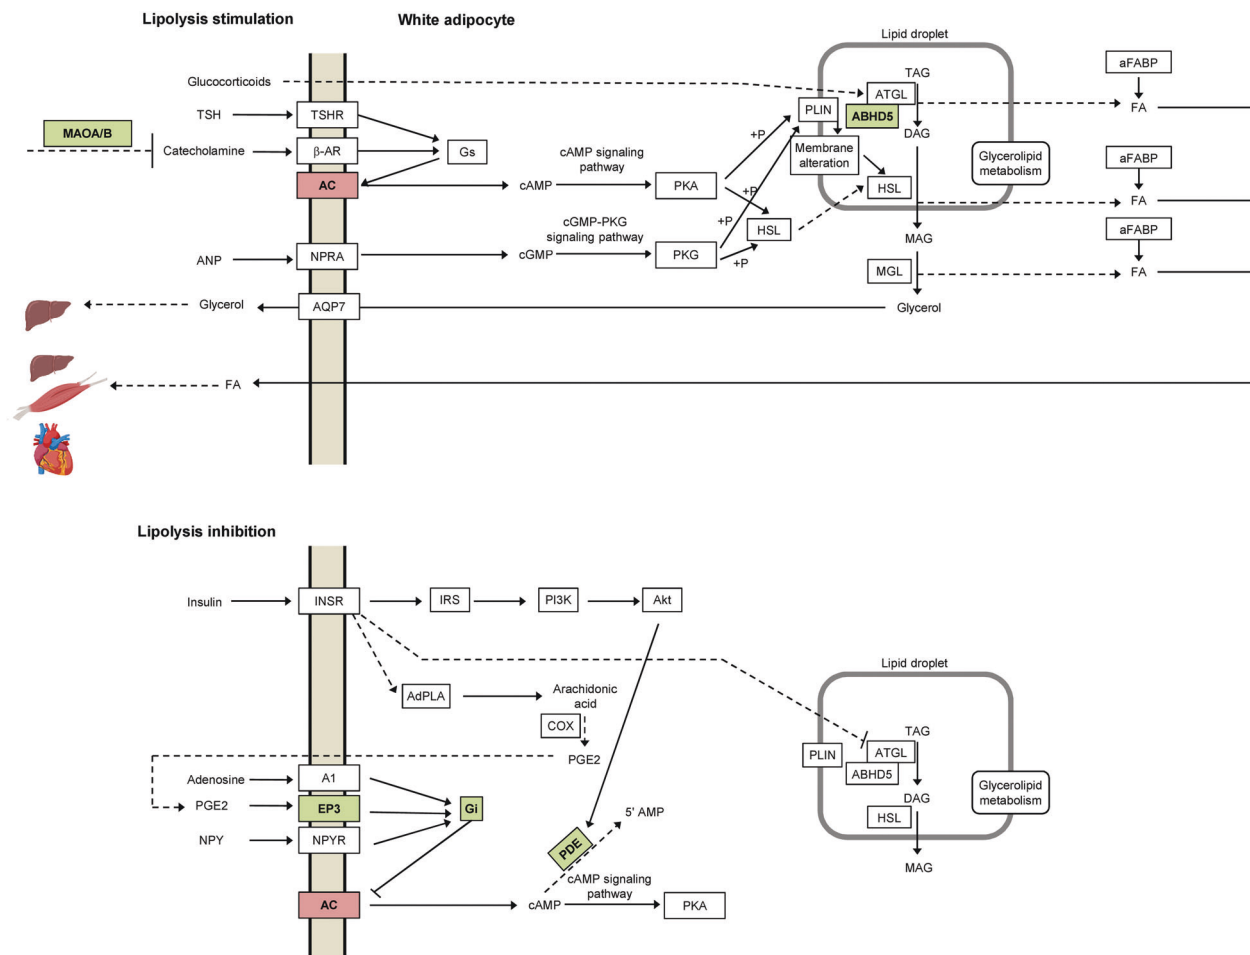 Lipolysis stimulation
White adipocyte
Lipid droplet
Glucocorticoids
TAG
aFABP
ATGL
TSH
TSHR
PLIN
ABHD5
FA
MAOA/B
+P
DAG
Catecholamine
β-AR
Gs
Membrane
alteration
cAMP signaling
pathway
Glycerolipid
metabolism
aFABP
AC
cAMP
PKA
HSL
+P
FA
+P
HSL
cGMP-PKG
signaling pathway
MAG
aFABP
ANP
NPRA
cGMP
PKG
+P
MGL
FA
Glycerol
AQP7
Glycerol
FA
Lipolysis inhibition
Insulin
INSR
IRS
PI3K
Akt
Lipid droplet
AdPLA
Arachidonic
acid
COX
PGE2
TAG
PLIN
ATGL
ABHD5
Adenosine
A1
PGE2
EP3
Gi
5' AMP
DAG
HSL
Glycerolipid
metabolism
NPY
NPYR
PDE
MAG
cAMP signaling
pathway
AC
cAMP
PKA